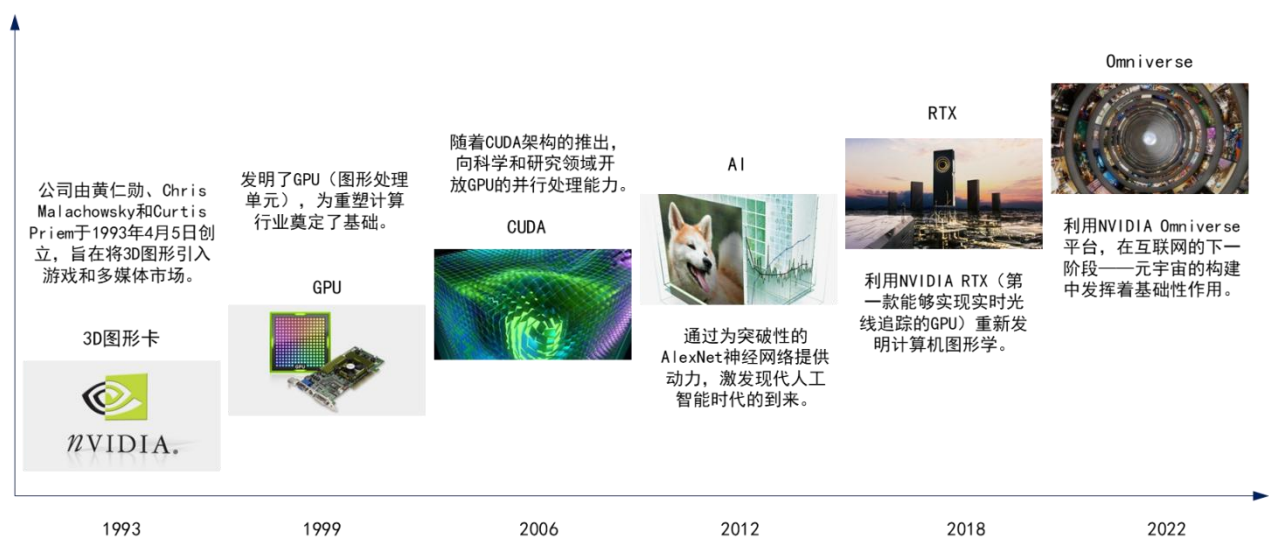 公司由黄仁勋、Chris
Malachowsky和Curtis
Priem于1993年4月5日创
立，旨在将3D图形引入
游戏和多媒体市场。
3D图形卡
nVIDIA.
1993
发明了GPU（图形处理
单元），为重塑计算
行业奠定了基础。
GPU
GPU
1999
随着CUDA架构的推出，
向科学和研究领域开
放GPU的并行处理能力。
CUDA
2006
AI
通过为突破性的
AlexNet神经网络提供
动力，激发现代人工
智能时代的到来。
2012
RTX
利用NVIDIA RTX（第
一款能够实现实时光
线追踪的GPU）重新发
明计算机图形学。
2018
Omniverse
利用NVIDIA Omniverse
平台，在互联网的下一
阶段——元宇宙的构建
中发挥着基础性作用。
2022